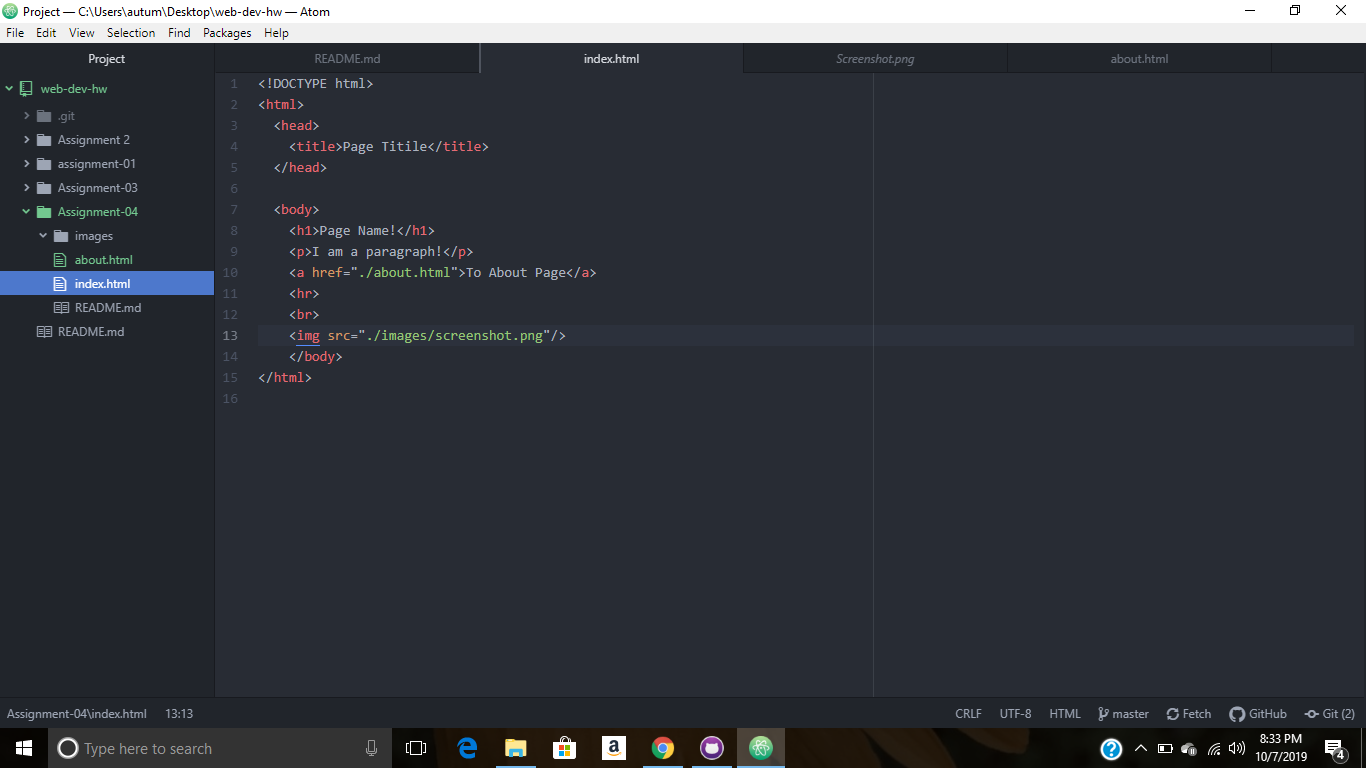 Project — C:\Users\autum\Desktop\web-dev-hw — Atom
File Edit View Selection Find Packages Help
Project
README.md index.html Screenshot.png about.html
web-dev-hw
.git
Assignment 2
assignment-01
Assignment-03
Assignment-04
images
about.html
index.html
README.md
README.md
1 <!DOCTYPE html>
2 <html>
3 <head>
4 <title>Page Titile</title>
5 </head>
6
7 <body>
8 <h1>Page Name!</h1>
9 <p>I am a paragraph!</p>
10 <a href="./about.html">To About Page</a>
11 <hr>
12 <br>
13 <img src="./images/screenshot.png"/>
14 </body>
15 </html>
16
Assignment-04\index.html 13:13 CRLF UTF-8 HTML master Fetch GitHub Git (2)
Type here to search
8:33 PM
10/7/2019
4